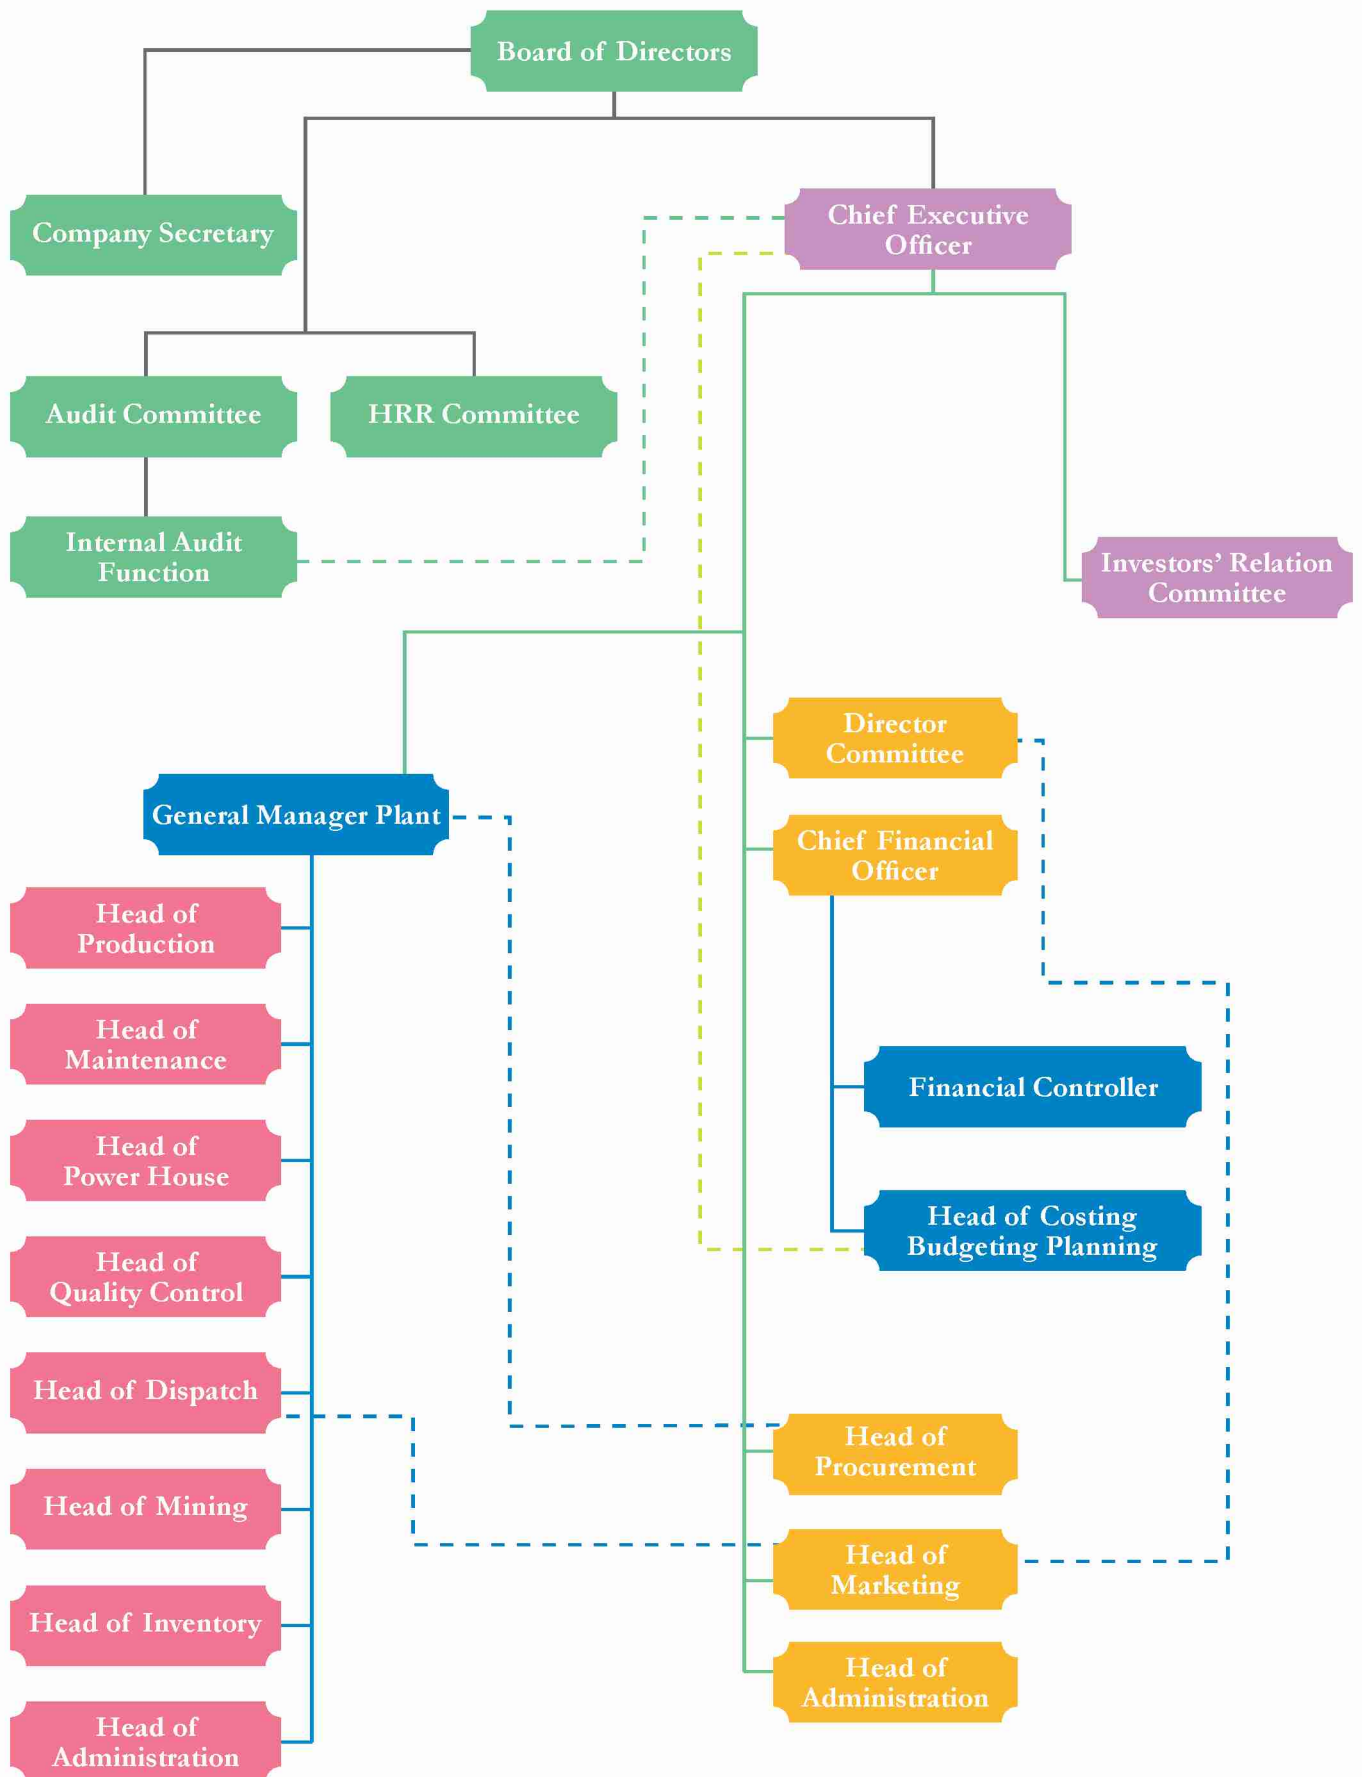 Board of Directors
Company Secretary
Chief Executive
Officer
Audit Committee
HRR Committee
Internal Audit
Function
Investors’ Relation
Committee
Director
Committee
General Manager Plant
Chief Financial
Officer
Head of
Production
Head of
Maintenance
Financial Controller
Head of
Power House
Head of Costing
Budgeting Planning
Head of
Quality Control
Head of Dispatch
Head of
Procurement
Head of Mining
Head of
Marketing
Head of Inventory
Head of
Administration
Head of
Administration